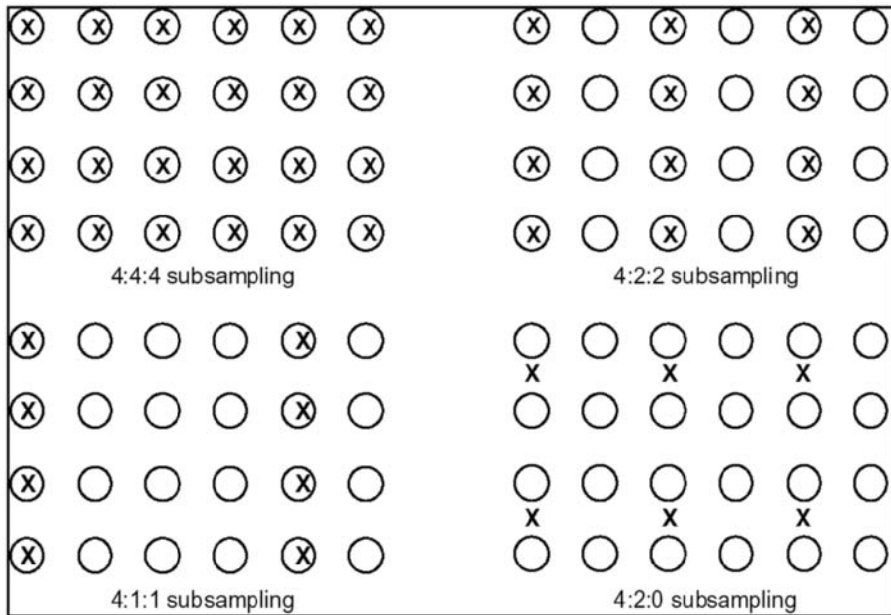 X X X X X X
X X X X X X
X X X X X X
X X X X X X
4:4:4 subsampling
X X X
X X X
X X X
X X X
4:2:2 subsampling
X X
X X
X X
X X
4:1:1 subsampling
X X X
X X X
4:2:0 subsampling